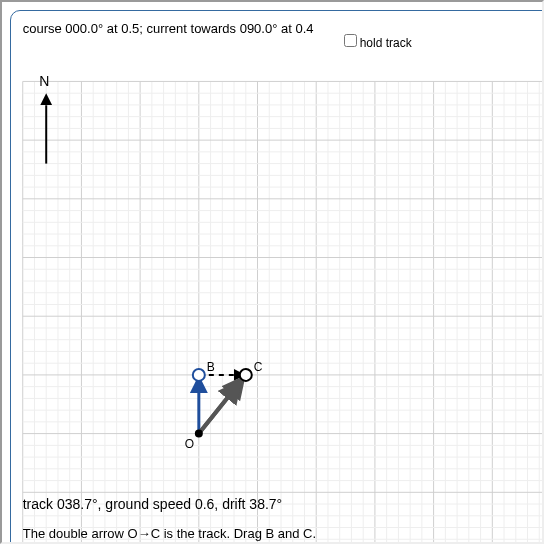 course 000.0° at 0.5; current towards 090.0° at 0.4
hold track
N
B
C
O
track 038.7°, ground speed 0.6, drift 38.7°
The double arrow O→C is the track. Drag B and C.